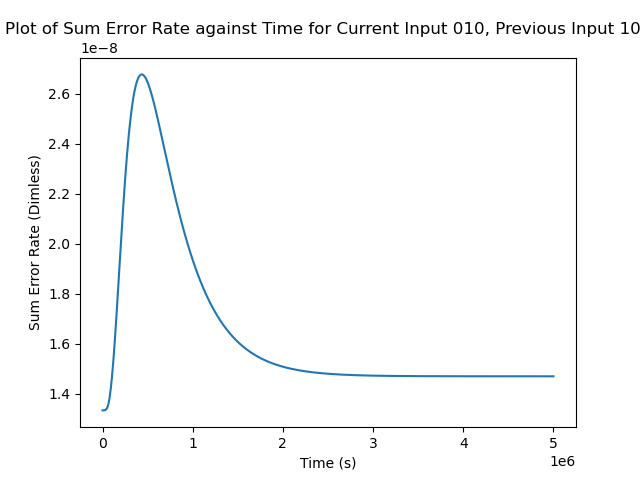 Plot of Sum Error Rate against Time for Current Input 010, Previous Input 10
1e−8
2.6
2.4
2.2
2.0
1.8
1.6
1.4
Sum Error Rate (Dimless)
0 1 2 3 4 5
1e6
Time (s)